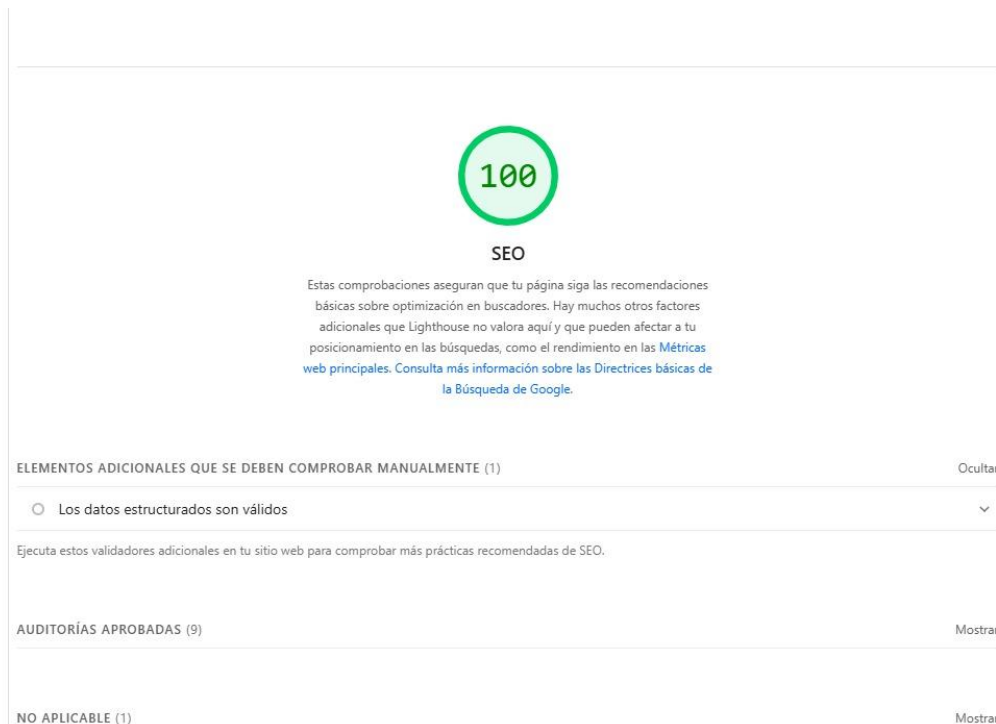 100
SEO
Estas comprobaciones aseguran que tu página siga las recomendaciones
básicas sobre optimización en buscadores. Hay muchos otros factores
adicionales que Lighthouse no valora aquí y que pueden afectar a tu
posicionamiento en las búsquedas, como el rendimiento en las Métricas
web principales. Consulta más información sobre las Directrices básicas de
la Búsqueda de Google.
ELEMENTOS ADICIONALES QUE SE DEBEN COMPROBAR MANUALMENTE (1) Ocultar
Los datos estructurados son válidos
Ejecuta estos validadores adicionales en tu sitio web para comprobar más prácticas recomendadas de SEO.
AUDITORÍAS APROBADAS (9) Mostrar
NO APLICABLE (1) Mostrar